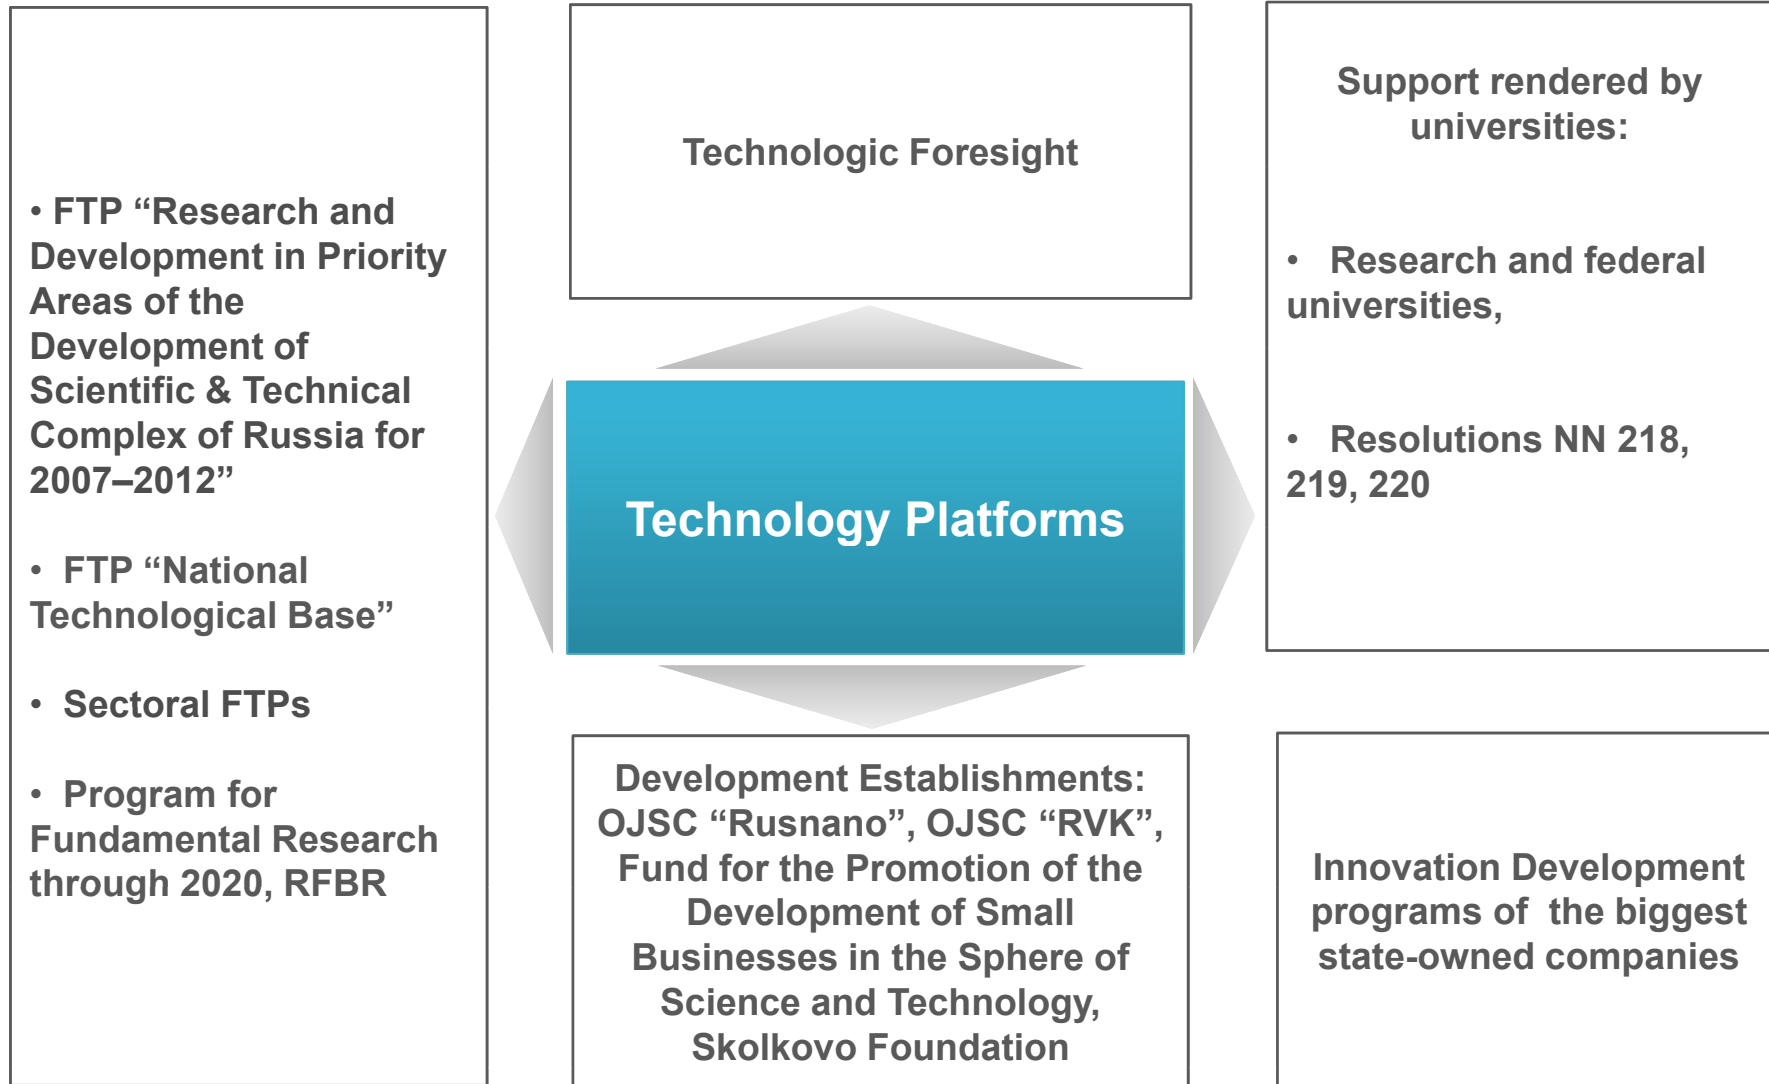 • FTP “Research and
Development in Priority
Areas of the
Development of
Scientific & Technical
Complex of Russia for
2007–2012”
• FTP “National
Technological Base”
• Sectoral FTPs
• Program for
Fundamental Research
through 2020, RFBR
Technologic Foresight
Technology Platforms
Development Establishments:
OJSC “Rusnano”, OJSC “RVK”,
Fund for the Promotion of the
Development of Small
Businesses in the Sphere of
Science and Technology,
Skolkovo Foundation
Support rendered by
universities:
• Research and federal
universities,
• Resolutions NN 218,
219, 220
Innovation Development
programs of the biggest
state-owned companies